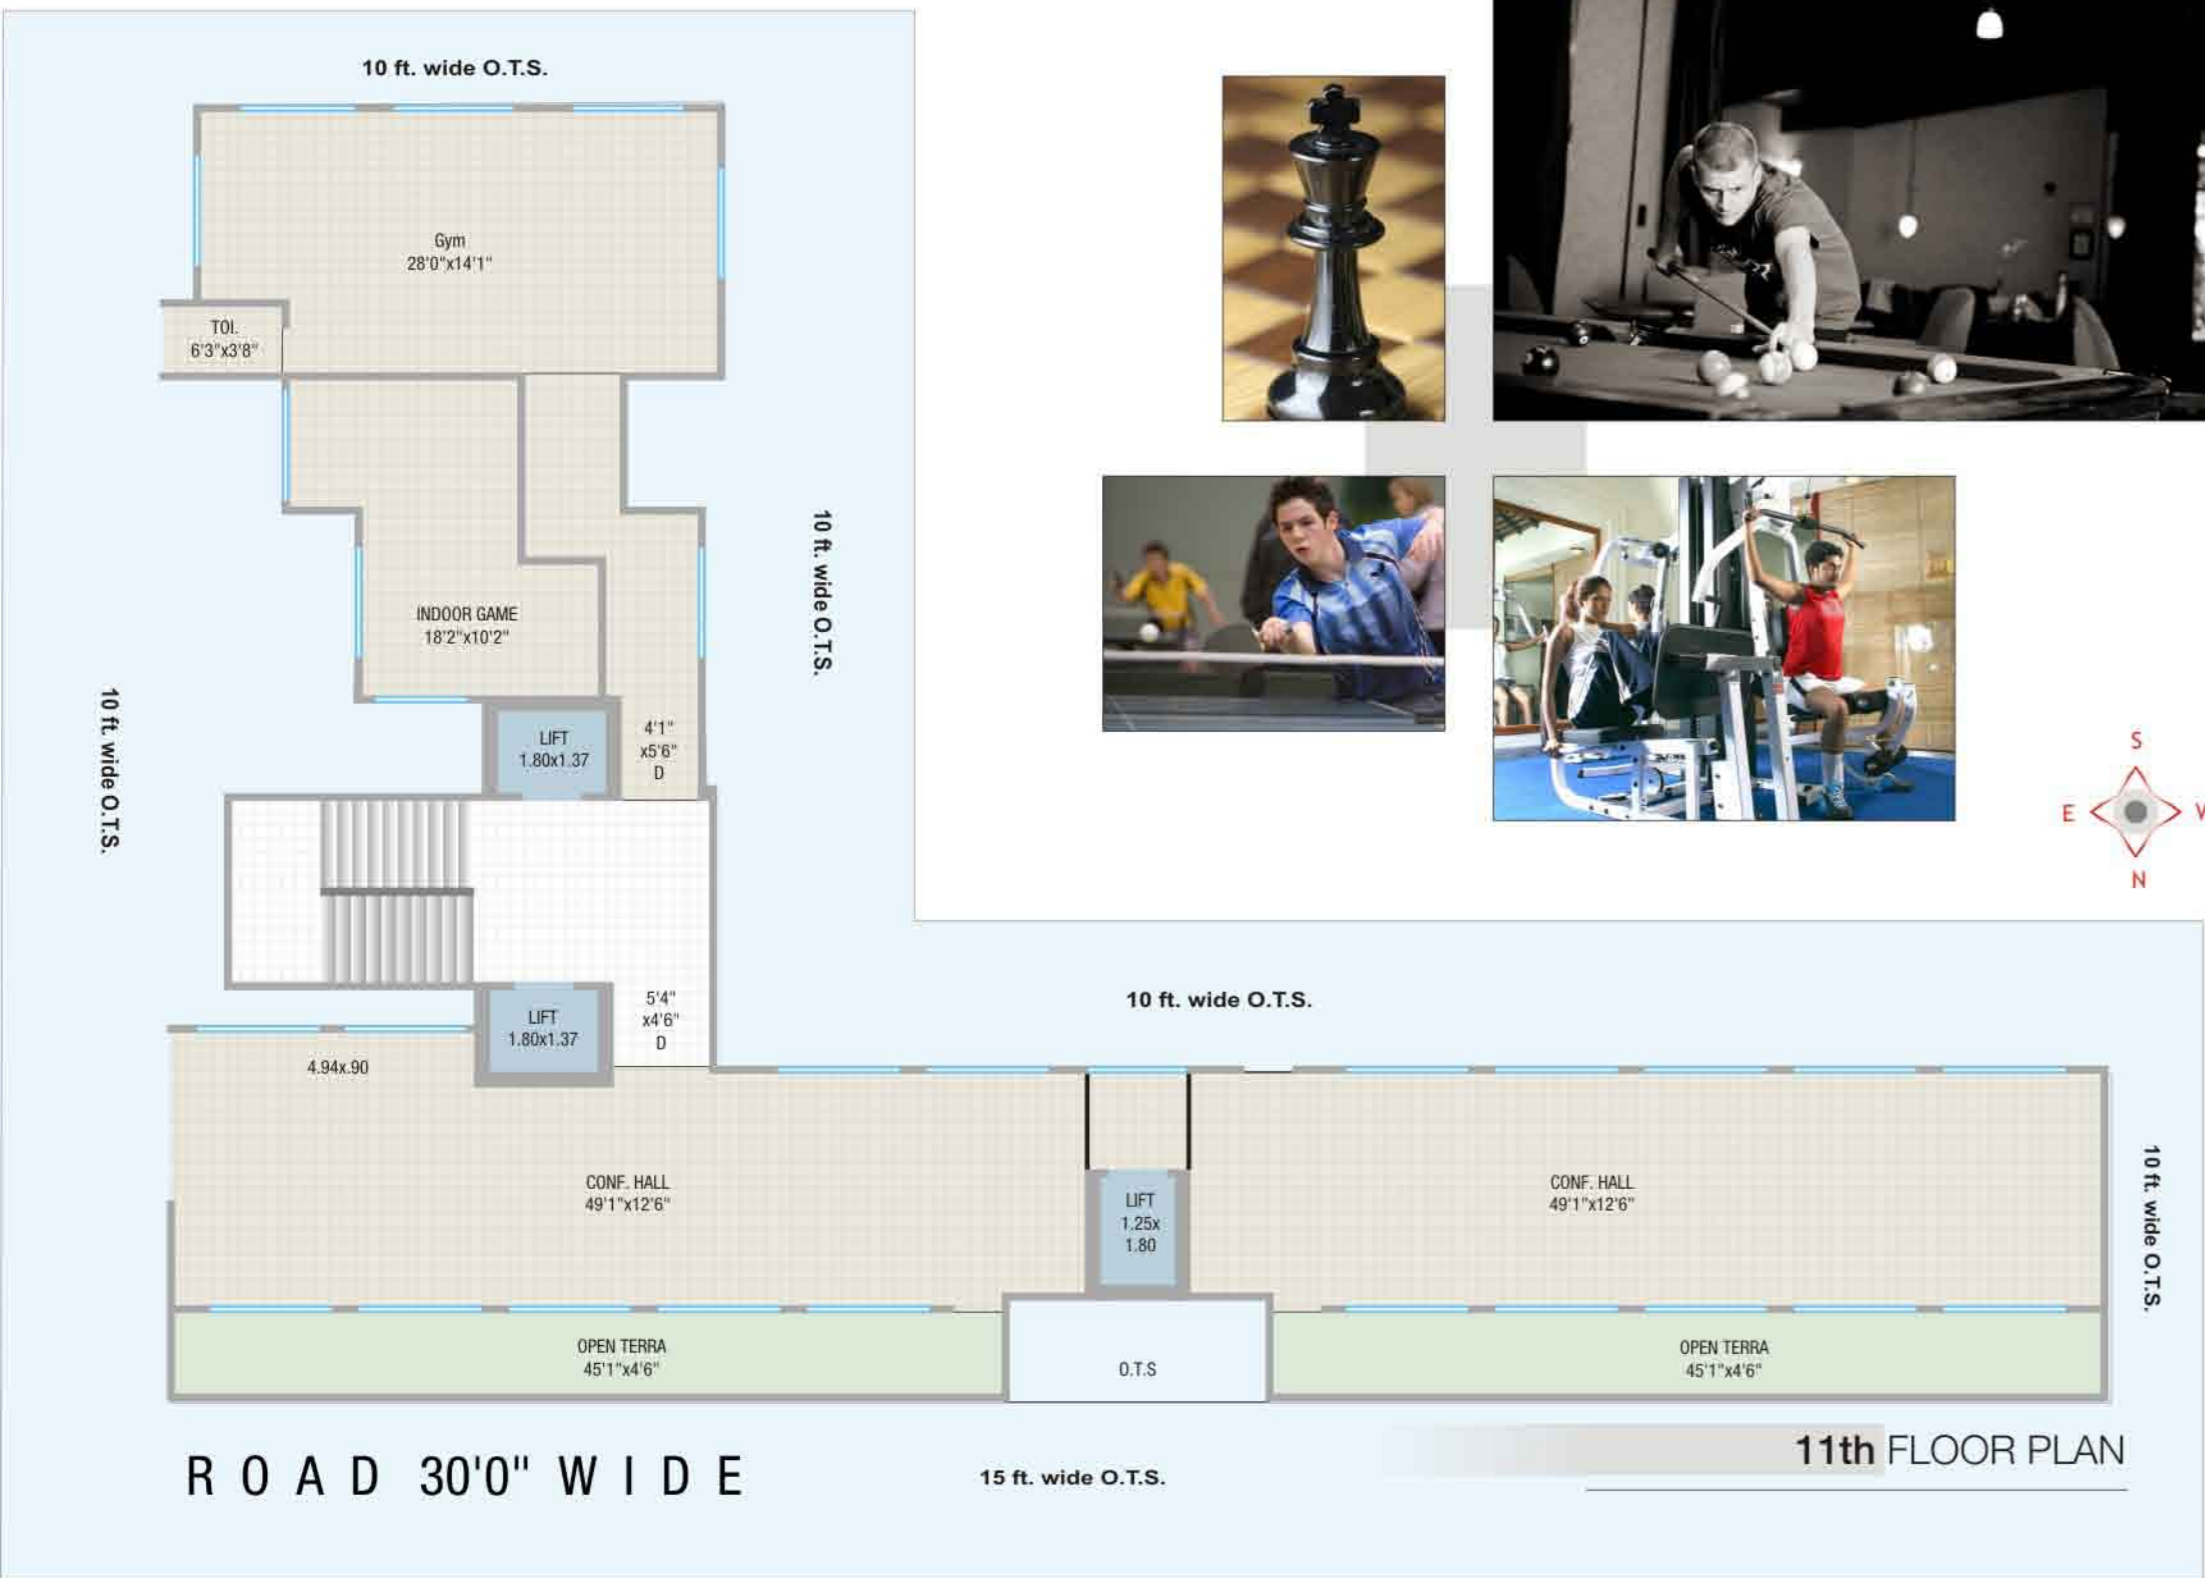 10 ft. wide O.T.S.
Gym
28'0"x14'1"
TOI.
6'3"x3'8"
10 ft. wide O.T.S.
INDOOR GAME
18'2"x10'2"
10 ft. wide O.T.S.
LIFT
1.80x1.37
4'1"
x5'6"
D
S
E
W
N
LIFT
1.80x1.37
5'4"
x4'6"
D
10 ft. wide O.T.S.
4.94x.90
CONF. HALL
49'1"x12'6"
LIFT
1.25x
1.80
CONF. HALL
49'1"x12'6"
10 ft. wide O.T.S.
OPEN TERRA
45'1"x4'6"
O.T.S
OPEN TERRA
45'1"x4'6"
ROAD 30'0" WIDE
15 ft. wide O.T.S.
11th FLOOR PLAN